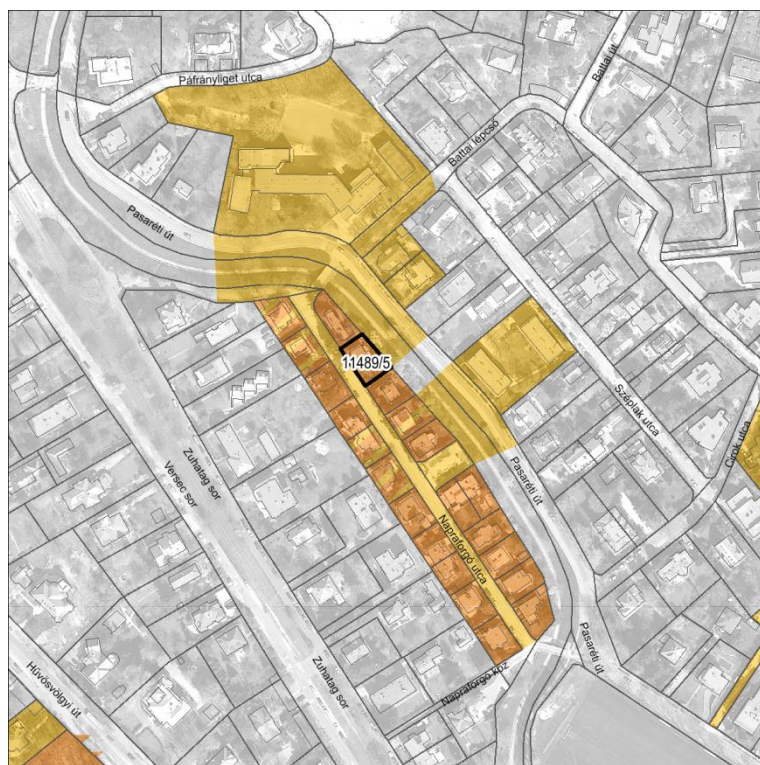 Battai út
Páfrányliget utca
Battai lépcső
Pasaréti út
11489/5
Széplak utca
Cirok utca
Zuhatag sor
Versec sor
Pasaréti út
Napraforgó utca
Pasaréti út
Zuhatag sor
Napraforgó köz
Hűvösvölgyi út